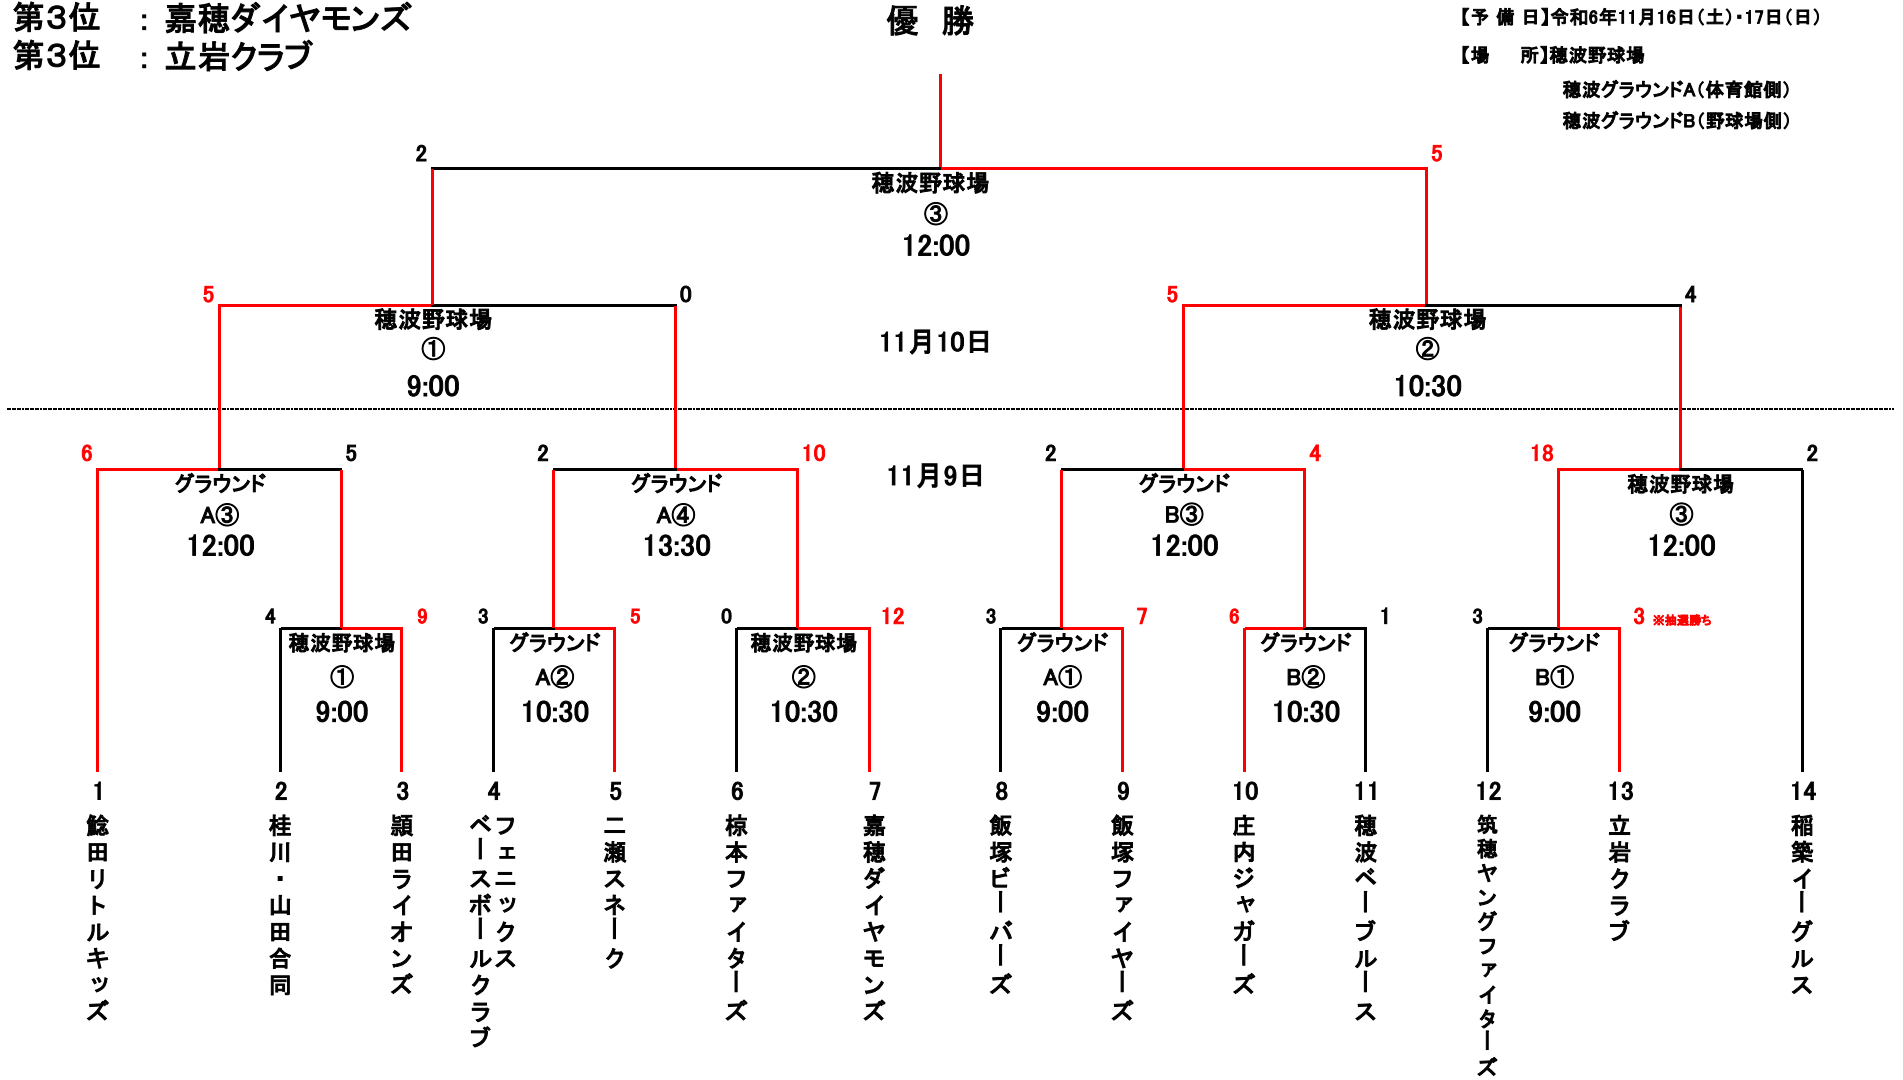 第３位 ： 嘉穂ダイヤモンズ
第３位 ： 立岩クラブ
優 勝
【予 備 日】令和6年11月16日（土）・17日（日）
【場 所】穂波野球場
穂波グラウンドA（体育館側）
穂波グラウンドB（野球場側）
2
5
穂波野球場
③
12:00
5
0
5
4
穂波野球場
①
9:00
11月10日
穂波野球場
②
10:30
6
5
2
10
11月9日
2
4
18
2
グラウンド
A③
12:00
グラウンド
A④
13:30
グラウンド
B③
12:00
穂波野球場
③
12:00
4
9
3
5
0
12
3
7
6
1
3
3 ※抽選勝ち
穂波野球場
①
9:00
グラウンド
A②
10:30
穂波野球場
②
10:30
グラウンド
A①
9:00
グラウンド
B②
10:30
グラウンド
B①
9:00
1
鯰田リトルキッズ
2
桂川・山田合同
3
頴田ライオンズ
4
フェニックス
ベースボールクラブ
5
二瀬スネーク
6
椋本ファイターズ
7
嘉穂ダイヤモンズ
8
飯塚ビーバーズ
9
飯塚ファイヤーズ
10
庄内ジャガーズ
11
穂波ベーブルース
12
筑穂ヤングファイターズ
13
立岩クラブ
14
稲築イーグルス